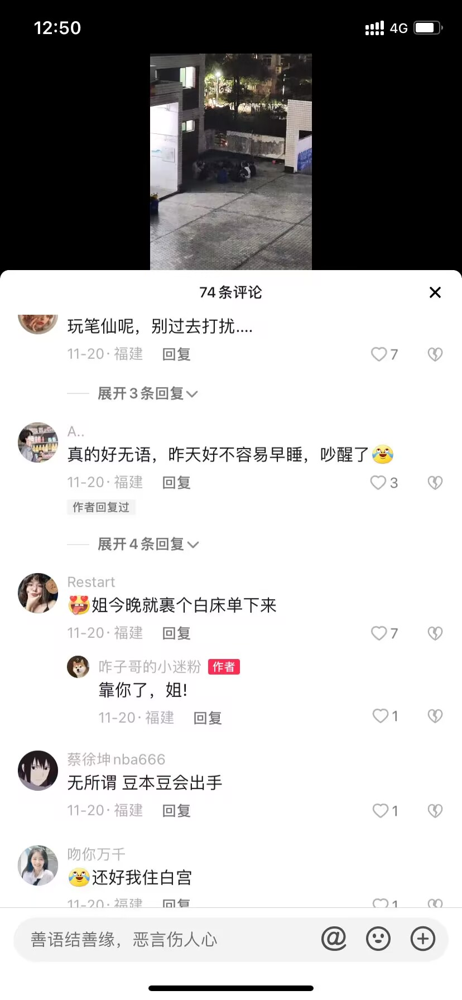 12:50
4G
74条评论
玩笔仙呢，别过去打扰....
11-20·福建 回复
7
展开3条回复
A..
真的好无语，昨天好不容易早睡，吵醒了
11-20·福建 回复
3
作者回复过
展开4条回复
Restart
姐今晚就裹个白床单下来
11-20·福建 回复
7
咋子哥的小迷粉 作者
靠你了，姐!
11-20·福建 回复
1
蔡徐坤nba666
无所谓 豆本豆会出手
11-20·福建 回复
1
吻你万千
还好我住白宫
11-20·福建 回复
1
善语结善缘，恶言伤人心